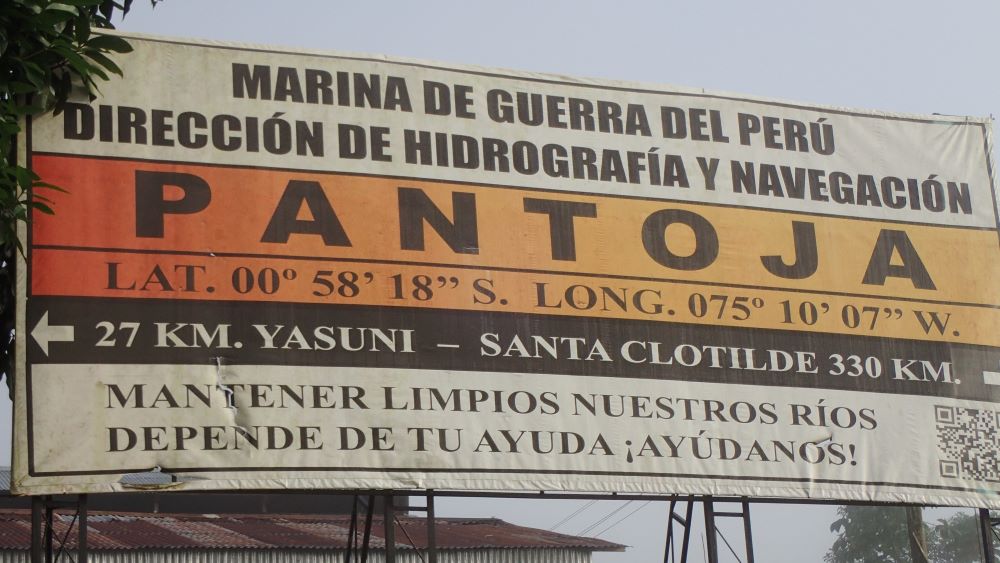 MARINA DE GUERRA DEL PERÚ
DIRECCIÓN DE HIDROGRAFÍA Y NAVEGACIÓN
PANTOJA
LAT. 00º 58’ 18” S. LONG. 075º 10’ 07” W.
27 KM. YASUNI – SANTA CLOTILDE 330 KM.
MANTENER LIMPIOS NUESTROS RÍOS
DEPENDE DE TU AYUDA ¡AYÚDANOS!